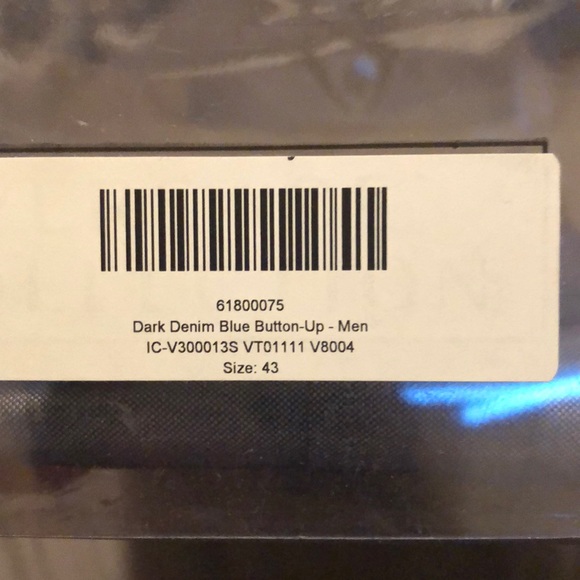 61800075
Dark Denim Blue Button-Up - Men
IC-V300013S VT01111 V8004
Size: 43